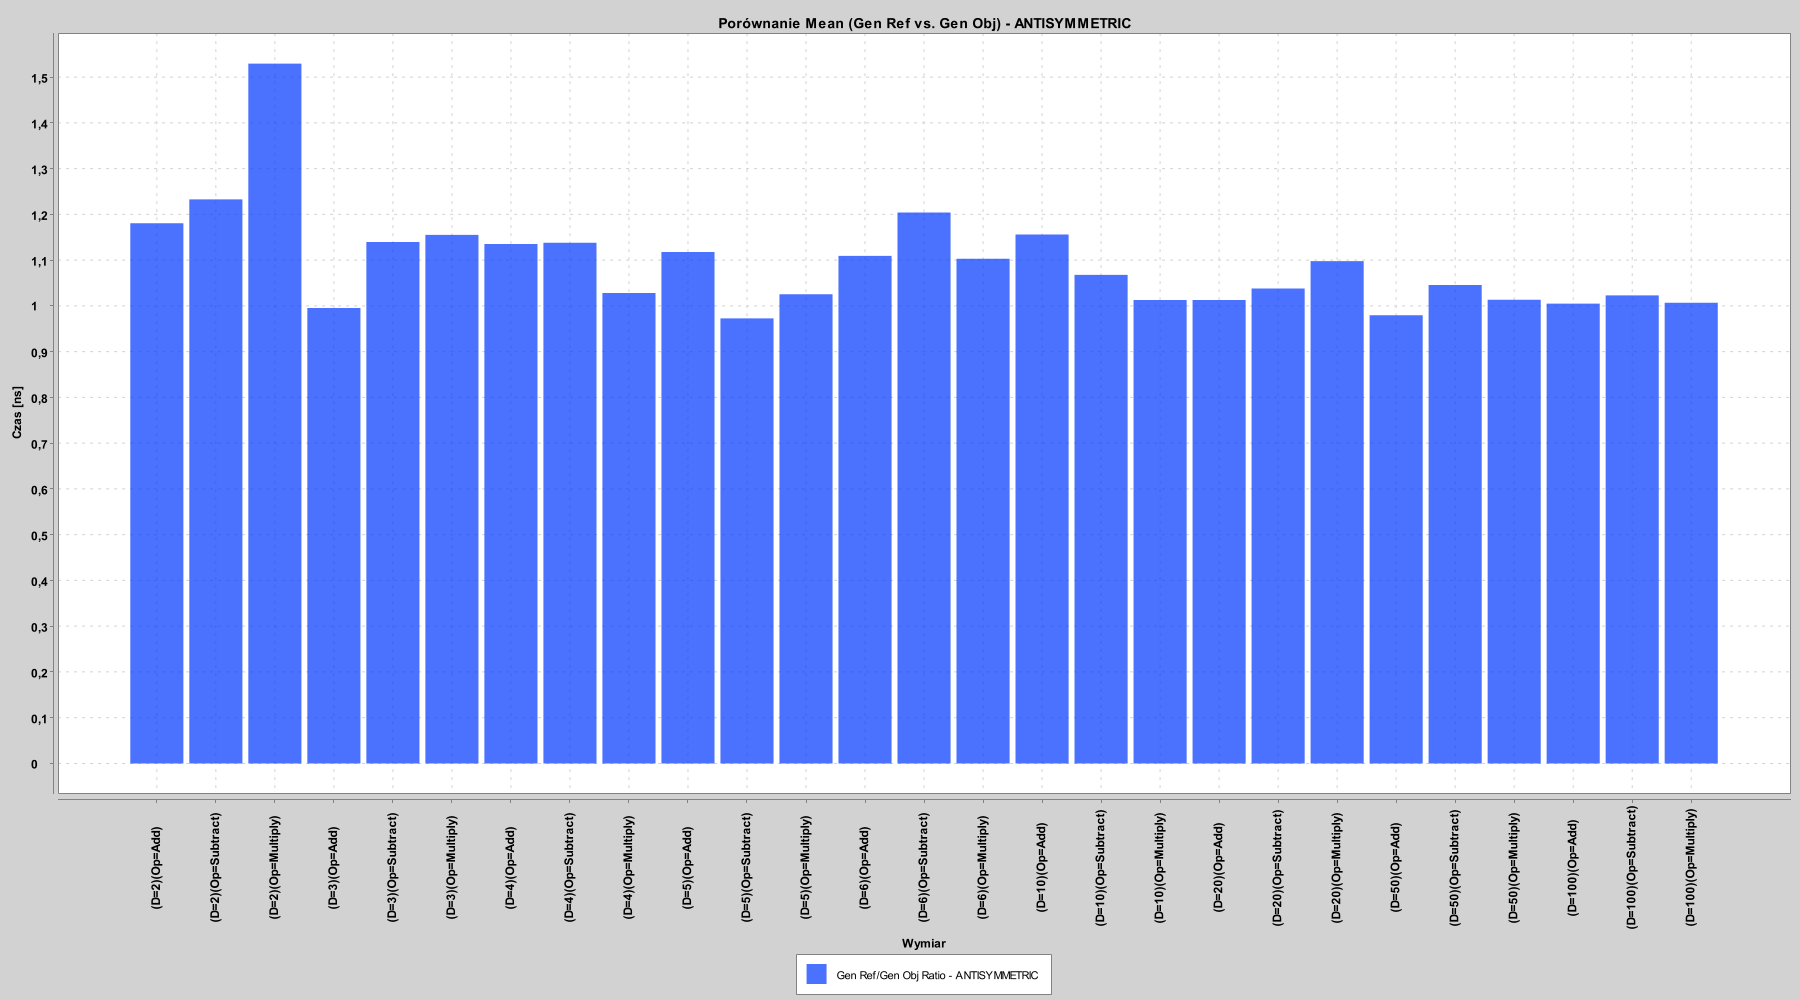 Porównanie Mean (Gen Ref vs. Gen Obj) - ANTISYMMETRIC
Czas [ns]
1,5
1,4
1,3
1,2
1,1
1
0,9
0,8
0,7
0,6
0,5
0,4
0,3
0,2
0,1
0
(D=2)(Op=Add)
(D=2)(Op=Subtract)
(D=2)(Op=Multiply)
(D=3)(Op=Add)
(D=3)(Op=Subtract)
(D=3)(Op=Multiply)
(D=4)(Op=Add)
(D=4)(Op=Subtract)
(D=4)(Op=Multiply)
(D=5)(Op=Add)
(D=5)(Op=Subtract)
(D=5)(Op=Multiply)
(D=6)(Op=Add)
(D=6)(Op=Subtract)
(D=6)(Op=Multiply)
(D=10)(Op=Add)
(D=10)(Op=Subtract)
(D=10)(Op=Multiply)
(D=20)(Op=Add)
(D=20)(Op=Subtract)
(D=20)(Op=Multiply)
(D=50)(Op=Add)
(D=50)(Op=Subtract)
(D=50)(Op=Multiply)
(D=100)(Op=Add)
(D=100)(Op=Subtract)
(D=100)(Op=Multiply)
Wymiar
Gen Ref/Gen Obj Ratio - ANTISYMMETRIC